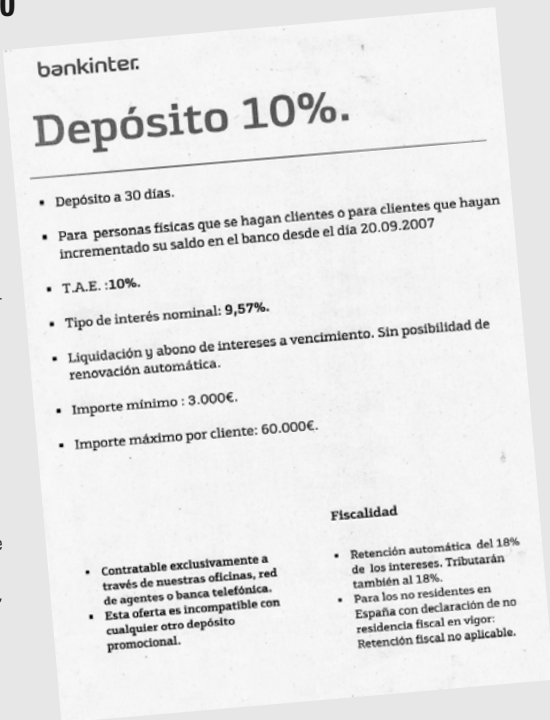 bankinter.
Depósito 10%.
▪ Depósito a 30 días.
▪ Para personas físicas que se hagan clientes o para clientes que hayan
incrementado su saldo en el banco desde el día 20.09.2007
▪ T.A.E. :10%.
▪ Tipo de interés nominal: 9,57%.
▪ Liquidación y abono de intereses a vencimiento. Sin posibilidad de
renovación automática.
▪ Importe mínimo : 3.000€.
▪ Importe máximo por cliente: 60.000€.
▪ Contratable exclusivamente a
través de nuestras oficinas, red
de agentes o banca telefónica.
▪ Esta oferta es incompatible con
cualquier otro depósito
promocional.
Fiscalidad
▪ Retención automática del 18%
de los intereses. Tributarán
también al 18%.
▪ Para los no residentes en
España con declaración de no
residencia fiscal en vigor:
Retención fiscal no aplicable.